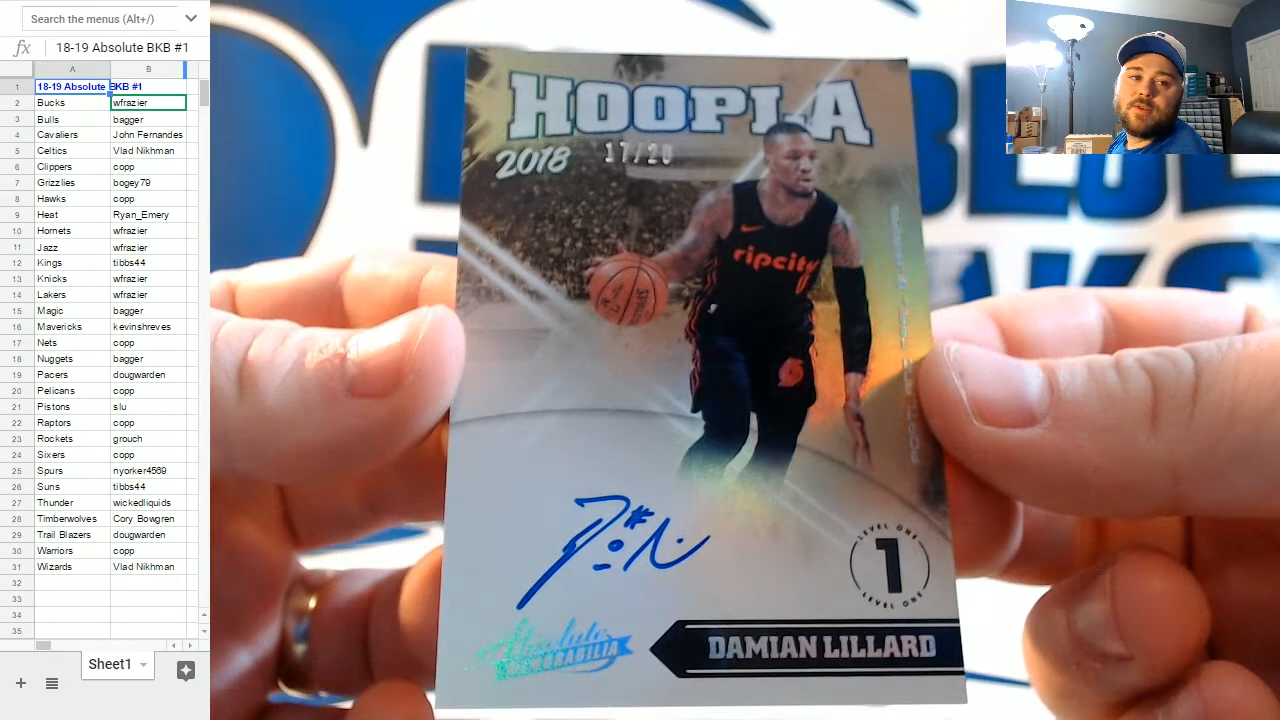 Search the menus (Alt+/)
fx 18-19 Absolute BKB #1
A B
1 18-19 Absolute BKB #1
2 Bucks wfrazier
3 Bulls bagger
4 Cavaliers John Fernandes
5 Celtics Vlad Nikhman
6 Clippers copp
7 Grizzlies bogey79
8 Hawks copp
9 Heat Ryan_Emery
10 Hornets wfrazier
11 Jazz wfrazier
12 Kings tibbs44
13 Knicks wfrazier
14 Lakers wfrazier
15 Magic bagger
16 Mavericks kevinshreves
17 Nets copp
18 Nuggets bagger
19 Pacers dougwarden
20 Pelicans copp
21 Pistons slu
22 Raptors copp
23 Rockets grouch
24 Sixers copp
25 Spurs nyorker4569
26 Suns tibbs44
27 Thunder wickedliquids
28 Timberwolves Cory Bowgren
29 Trail Blazers dougwarden
30 Warriors copp
31 Wizards Vlad Nikhman
32
33
34
35
Sheet1
HOOPLA
2018 17/28
ripcity
LEVEL ONE
1
LEVEL ONE
Absolute
MEMORABILIA
DAMIAN LILLARD